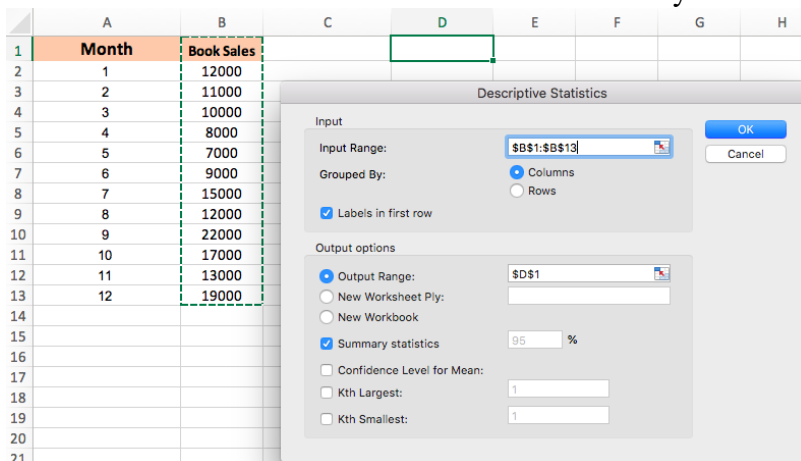 A B C D E F G H
1 Month Book Sales
2 1 12000
3 2 11000
4 3 10000
5 4 8000
6 5 7000
7 6 9000
8 7 15000
9 8 12000
10 9 22000
11 10 17000
12 11 13000
13 12 19000
14
15
16
17
18
19
20
21
Descriptive Statistics
Input
Input Range: $B$1:$B$13
Grouped By: Columns
Rows
Labels in first row
OK
Cancel
Output options
Output Range: $D$1
New Worksheet Ply:
New Workbook
Summary statistics 95 %
Confidence Level for Mean:
Kth Largest: 1
Kth Smallest: 1